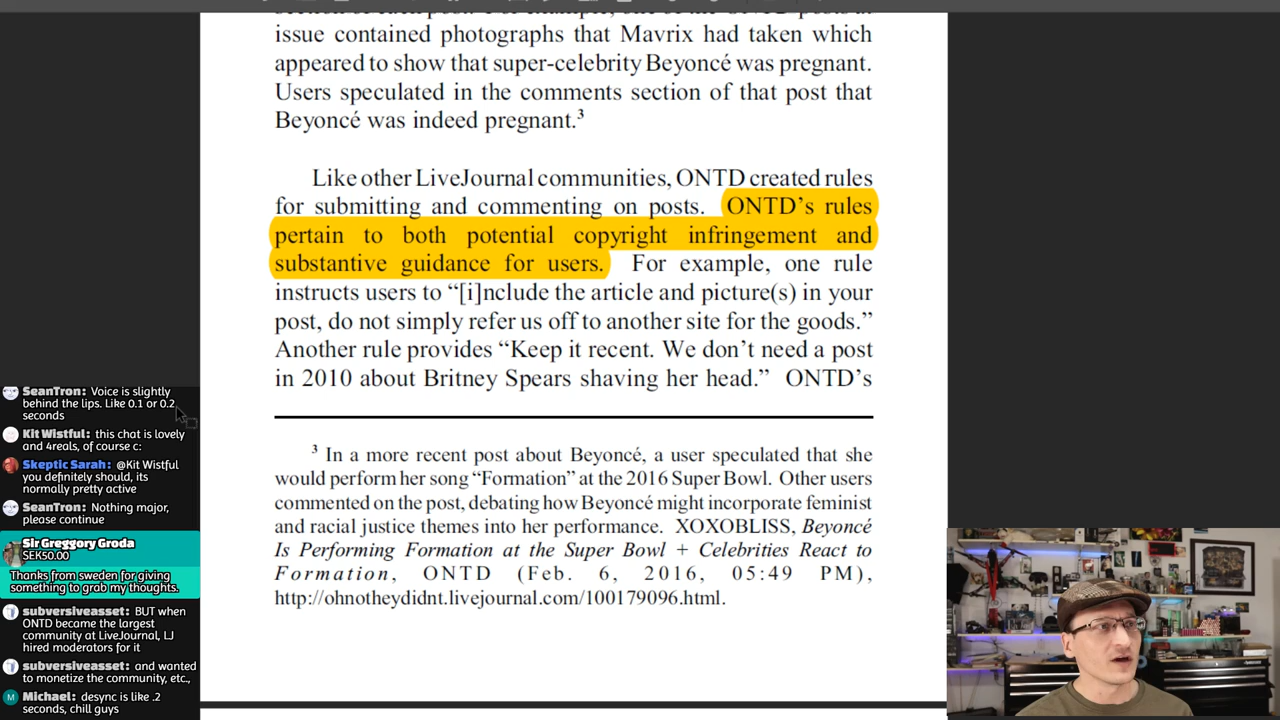 issue contained photographs that Mavrix had taken which
appeared to show that super-celebrity Beyoncé was pregnant.
Users speculated in the comments section of that post that
Beyoncé was indeed pregnant.³
Like other LiveJournal communities, ONTD created rules
for submitting and commenting on posts. ONTD’s rules
pertain to both potential copyright infringement and
substantive guidance for users. For example, one rule
instructs users to “[i]nclude the article and picture(s) in your
post, do not simply refer us off to another site for the goods.”
Another rule provides “Keep it recent. We don’t need a post
in 2010 about Britney Spears shaving her head.” ONTD’s
³ In a more recent post about Beyoncé, a user speculated that she
would perform her song “Formation” at the 2016 Super Bowl. Other users
commented on the post, debating how Beyoncé might incorporate feminist
and racial justice themes into her performance. XOXOBLISS, Beyoncé
Is Performing Formation at the Super Bowl + Celebrities React to
Formation, ONTD (Feb. 6, 2016, 05:49 PM),
http://ohnotheydidnt.livejournal.com/100179096.html.
SeanTron: Voice is slightly
behind the lips. Like 0.1 or 0.2
seconds
Kit Wistful: this chat is lovely
and 4reals, of course c:
Skeptic Sarah: @Kit Wistful
you definitely should, its
normally pretty active
SeanTron: Nothing major,
please continue
Sir Greggory Groda
SEK50.00
Thanks from sweden for giving
something to grab my thoughts.
subversiveasset: BUT when
ONTD became the largest
community at LiveJournal, LJ
hired moderators for it
subversiveasset: and wanted
to monetize the community, etc.,
M
Michael: desync is like .2
seconds, chill guys